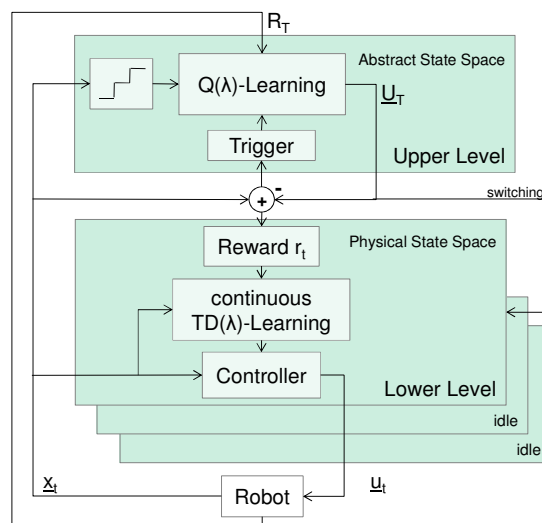 R_T
Abstract State Space
Q(λ)-Learning
U_T
Trigger
Upper Level
-
+
switching
Reward r_t
Physical State Space
continuous
TD(λ)-Learning
Controller
Lower Level
idle
idle
x_t
u_t
Robot